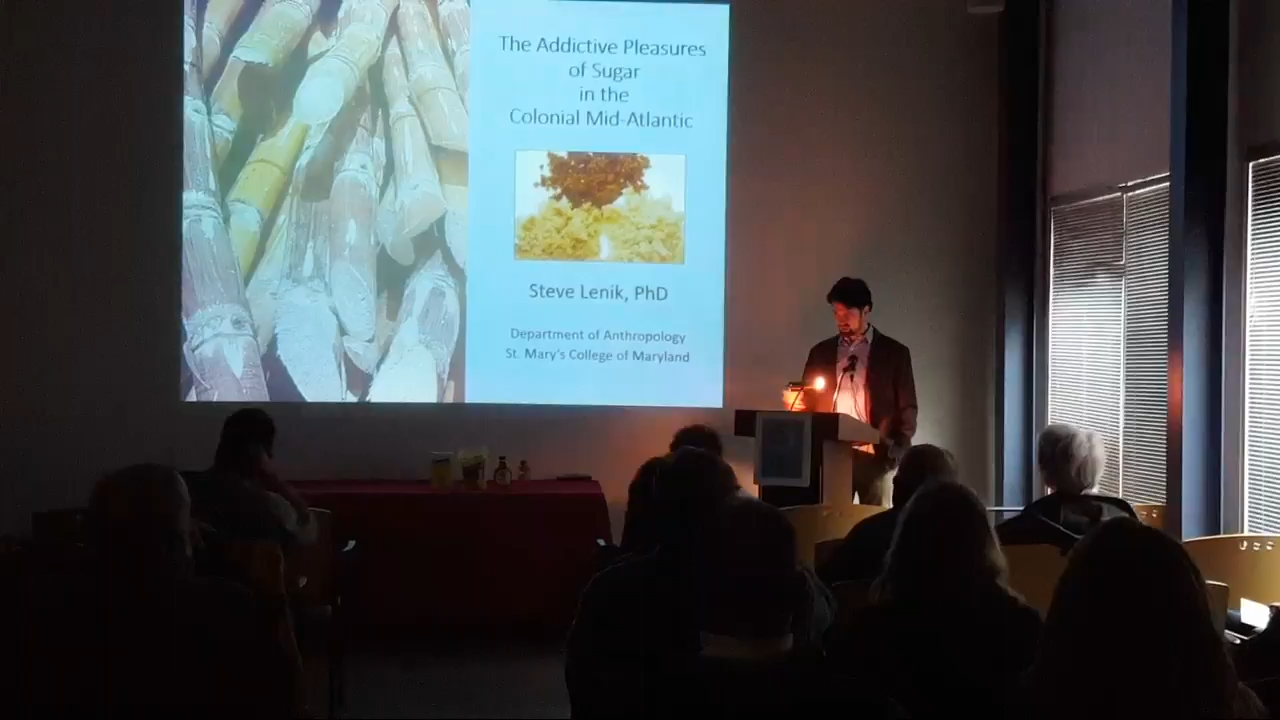 The Addictive Pleasures
of Sugar
in the
Colonial Mid-Atlantic
Steve Lenik, PhD
Department of Anthropology
St. Mary's College of Maryland